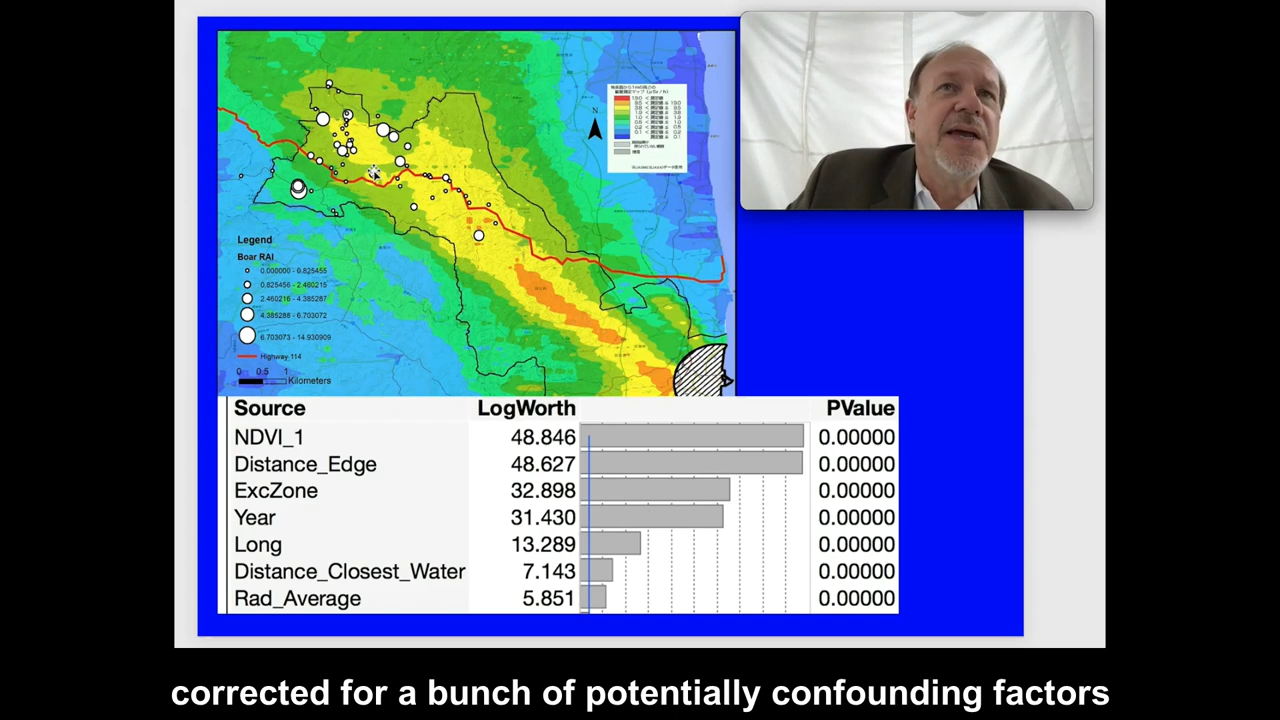 N
Legend
Boar RAI
0.000000 - 0.825455
0.825456 - 2.460215
2.460216 - 4.385287
4.385288 - 6.703072
6.703073 - 14.930909
Highway 114
0 0.5 1
Kilometers
Source LogWorth PValue
NDVI_1 48.846 0.00000
Distance_Edge 48.627 0.00000
ExcZone 32.898 0.00000
Year 31.430 0.00000
Long 13.289 0.00000
Distance_Closest_Water 7.143 0.00000
Rad_Average 5.851 0.00000
corrected for a bunch of potentially confounding factors